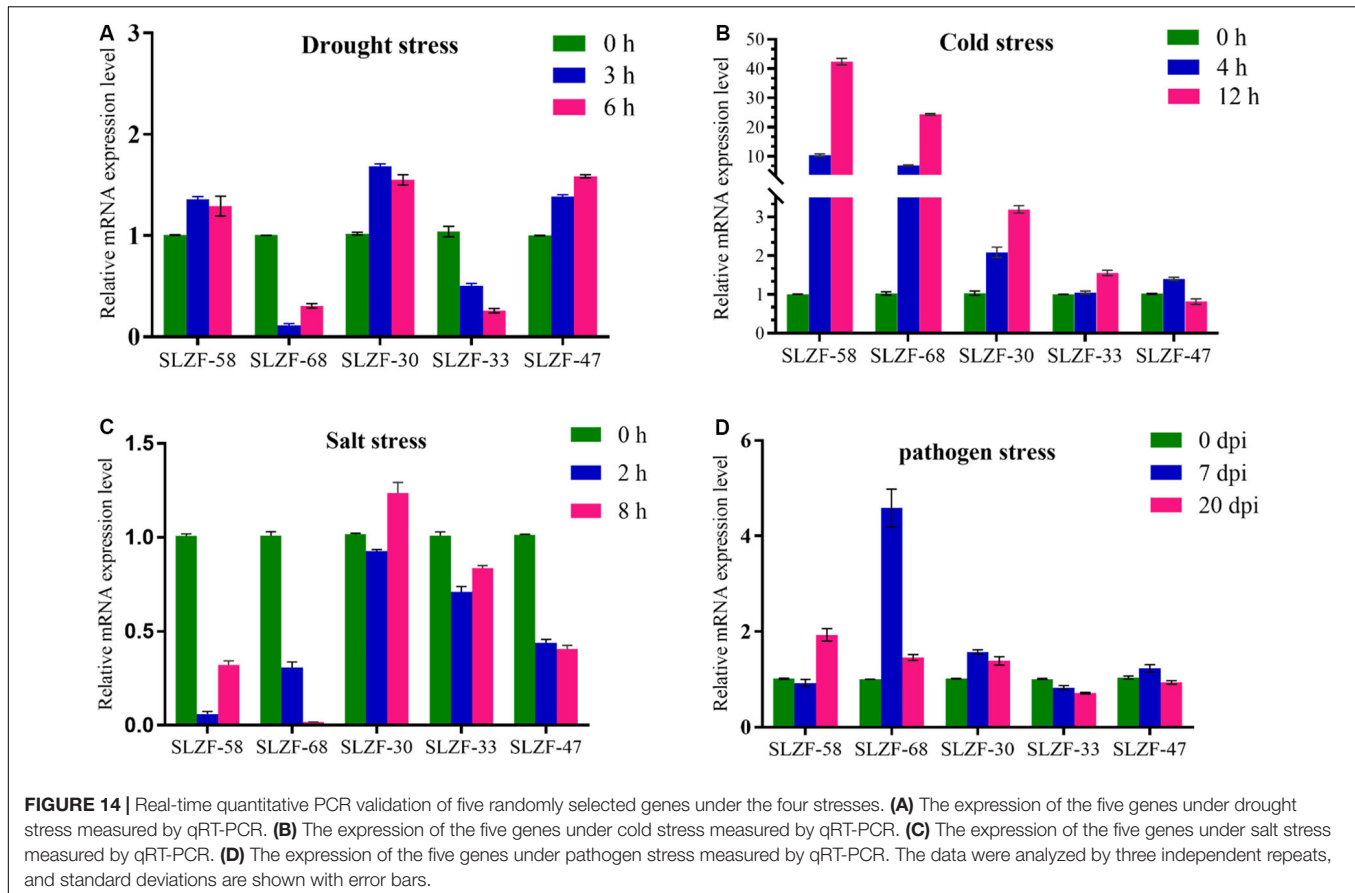 A
Drought stress
0 h
3 h
6 h
Relative mRNA expression level
3
2
1
0
SLZF-58 SLZF-68 SLZF-30 SLZF-33 SLZF-47
B
Cold stress
0 h
4 h
12 h
Relative mRNA expression level
50
40
30
20
10
3
2
1
0
SLZF-58 SLZF-68 SLZF-30 SLZF-33 SLZF-47
C
Salt stress
0 h
2 h
8 h
Relative mRNA expression level
1.5
1.0
0.5
0.0
SLZF-58 SLZF-68 SLZF-30 SLZF-33 SLZF-47
D
pathogen stress
0 dpi
7 dpi
20 dpi
Relative mRNA expression level
6
4
2
0
SLZF-58 SLZF-68 SLZF-30 SLZF-33 SLZF-47
FIGURE 14 | Real-time quantitative PCR validation of five randomly selected genes under the four stresses. (A) The expression of the five genes under drought
stress measured by qRT-PCR. (B) The expression of the five genes under cold stress measured by qRT-PCR. (C) The expression of the five genes under salt stress
measured by qRT-PCR. (D) The expression of the five genes under pathogen stress measured by qRT-PCR. The data were analyzed by three independent repeats,
and standard deviations are shown with error bars.